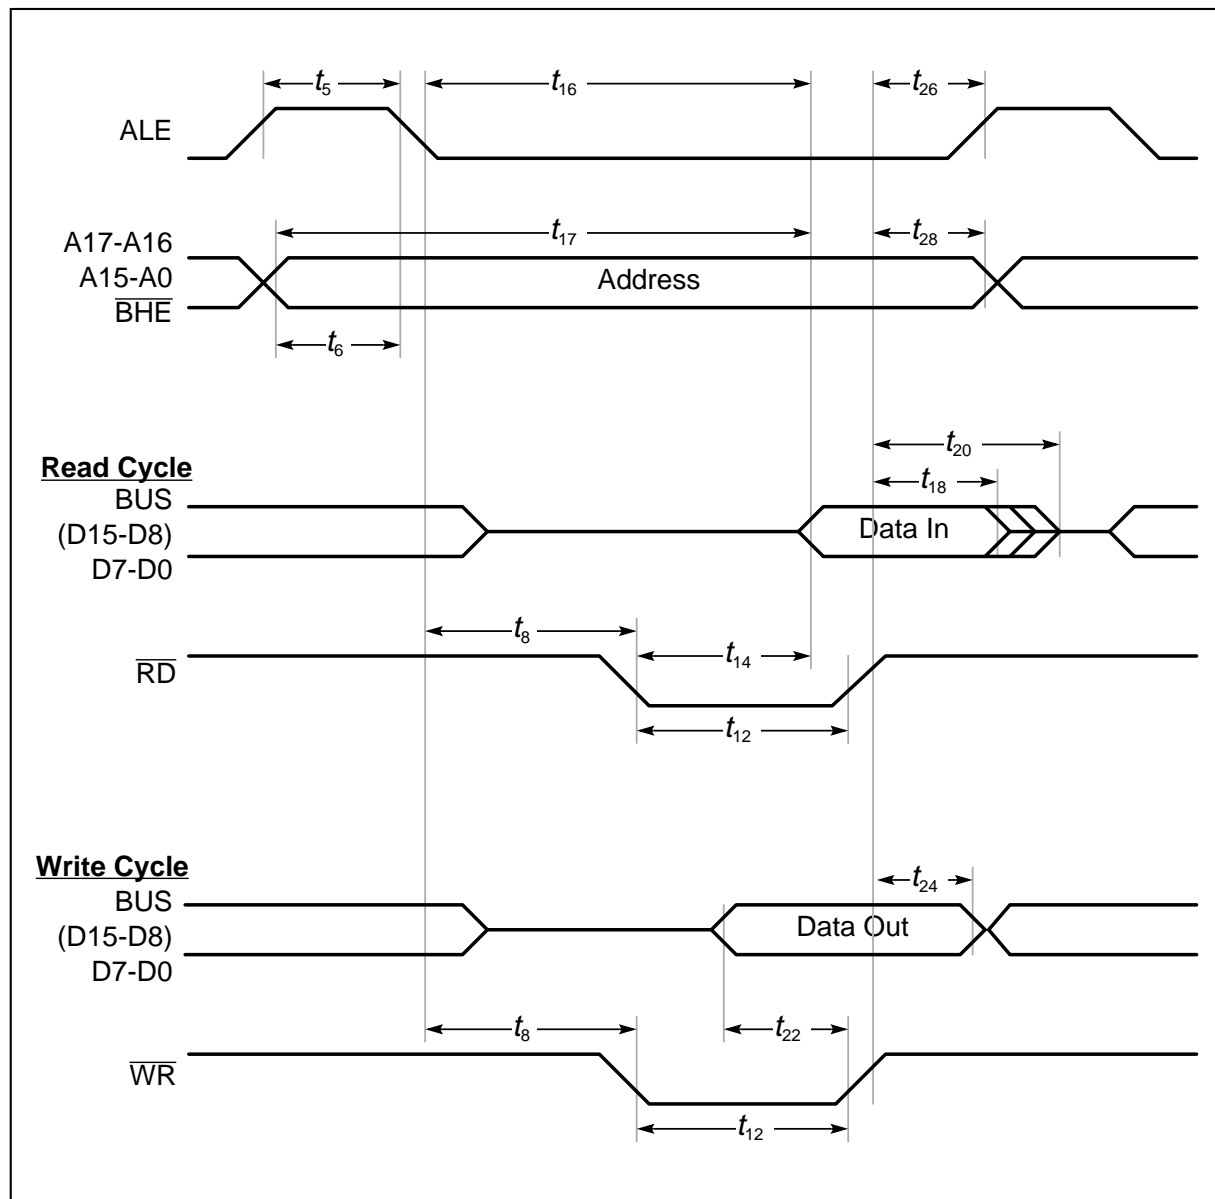 t5
t16
t26
ALE
A17-A16
t17
t28
A15-A0
Address
BHE
t6
t20
Read Cycle
t18
BUS
(D15-D8)
Data In
D7-D0
t8
t14
RD
t12
Write Cycle
t24
BUS
(D15-D8)
Data Out
D7-D0
t8
t22
WR
t12